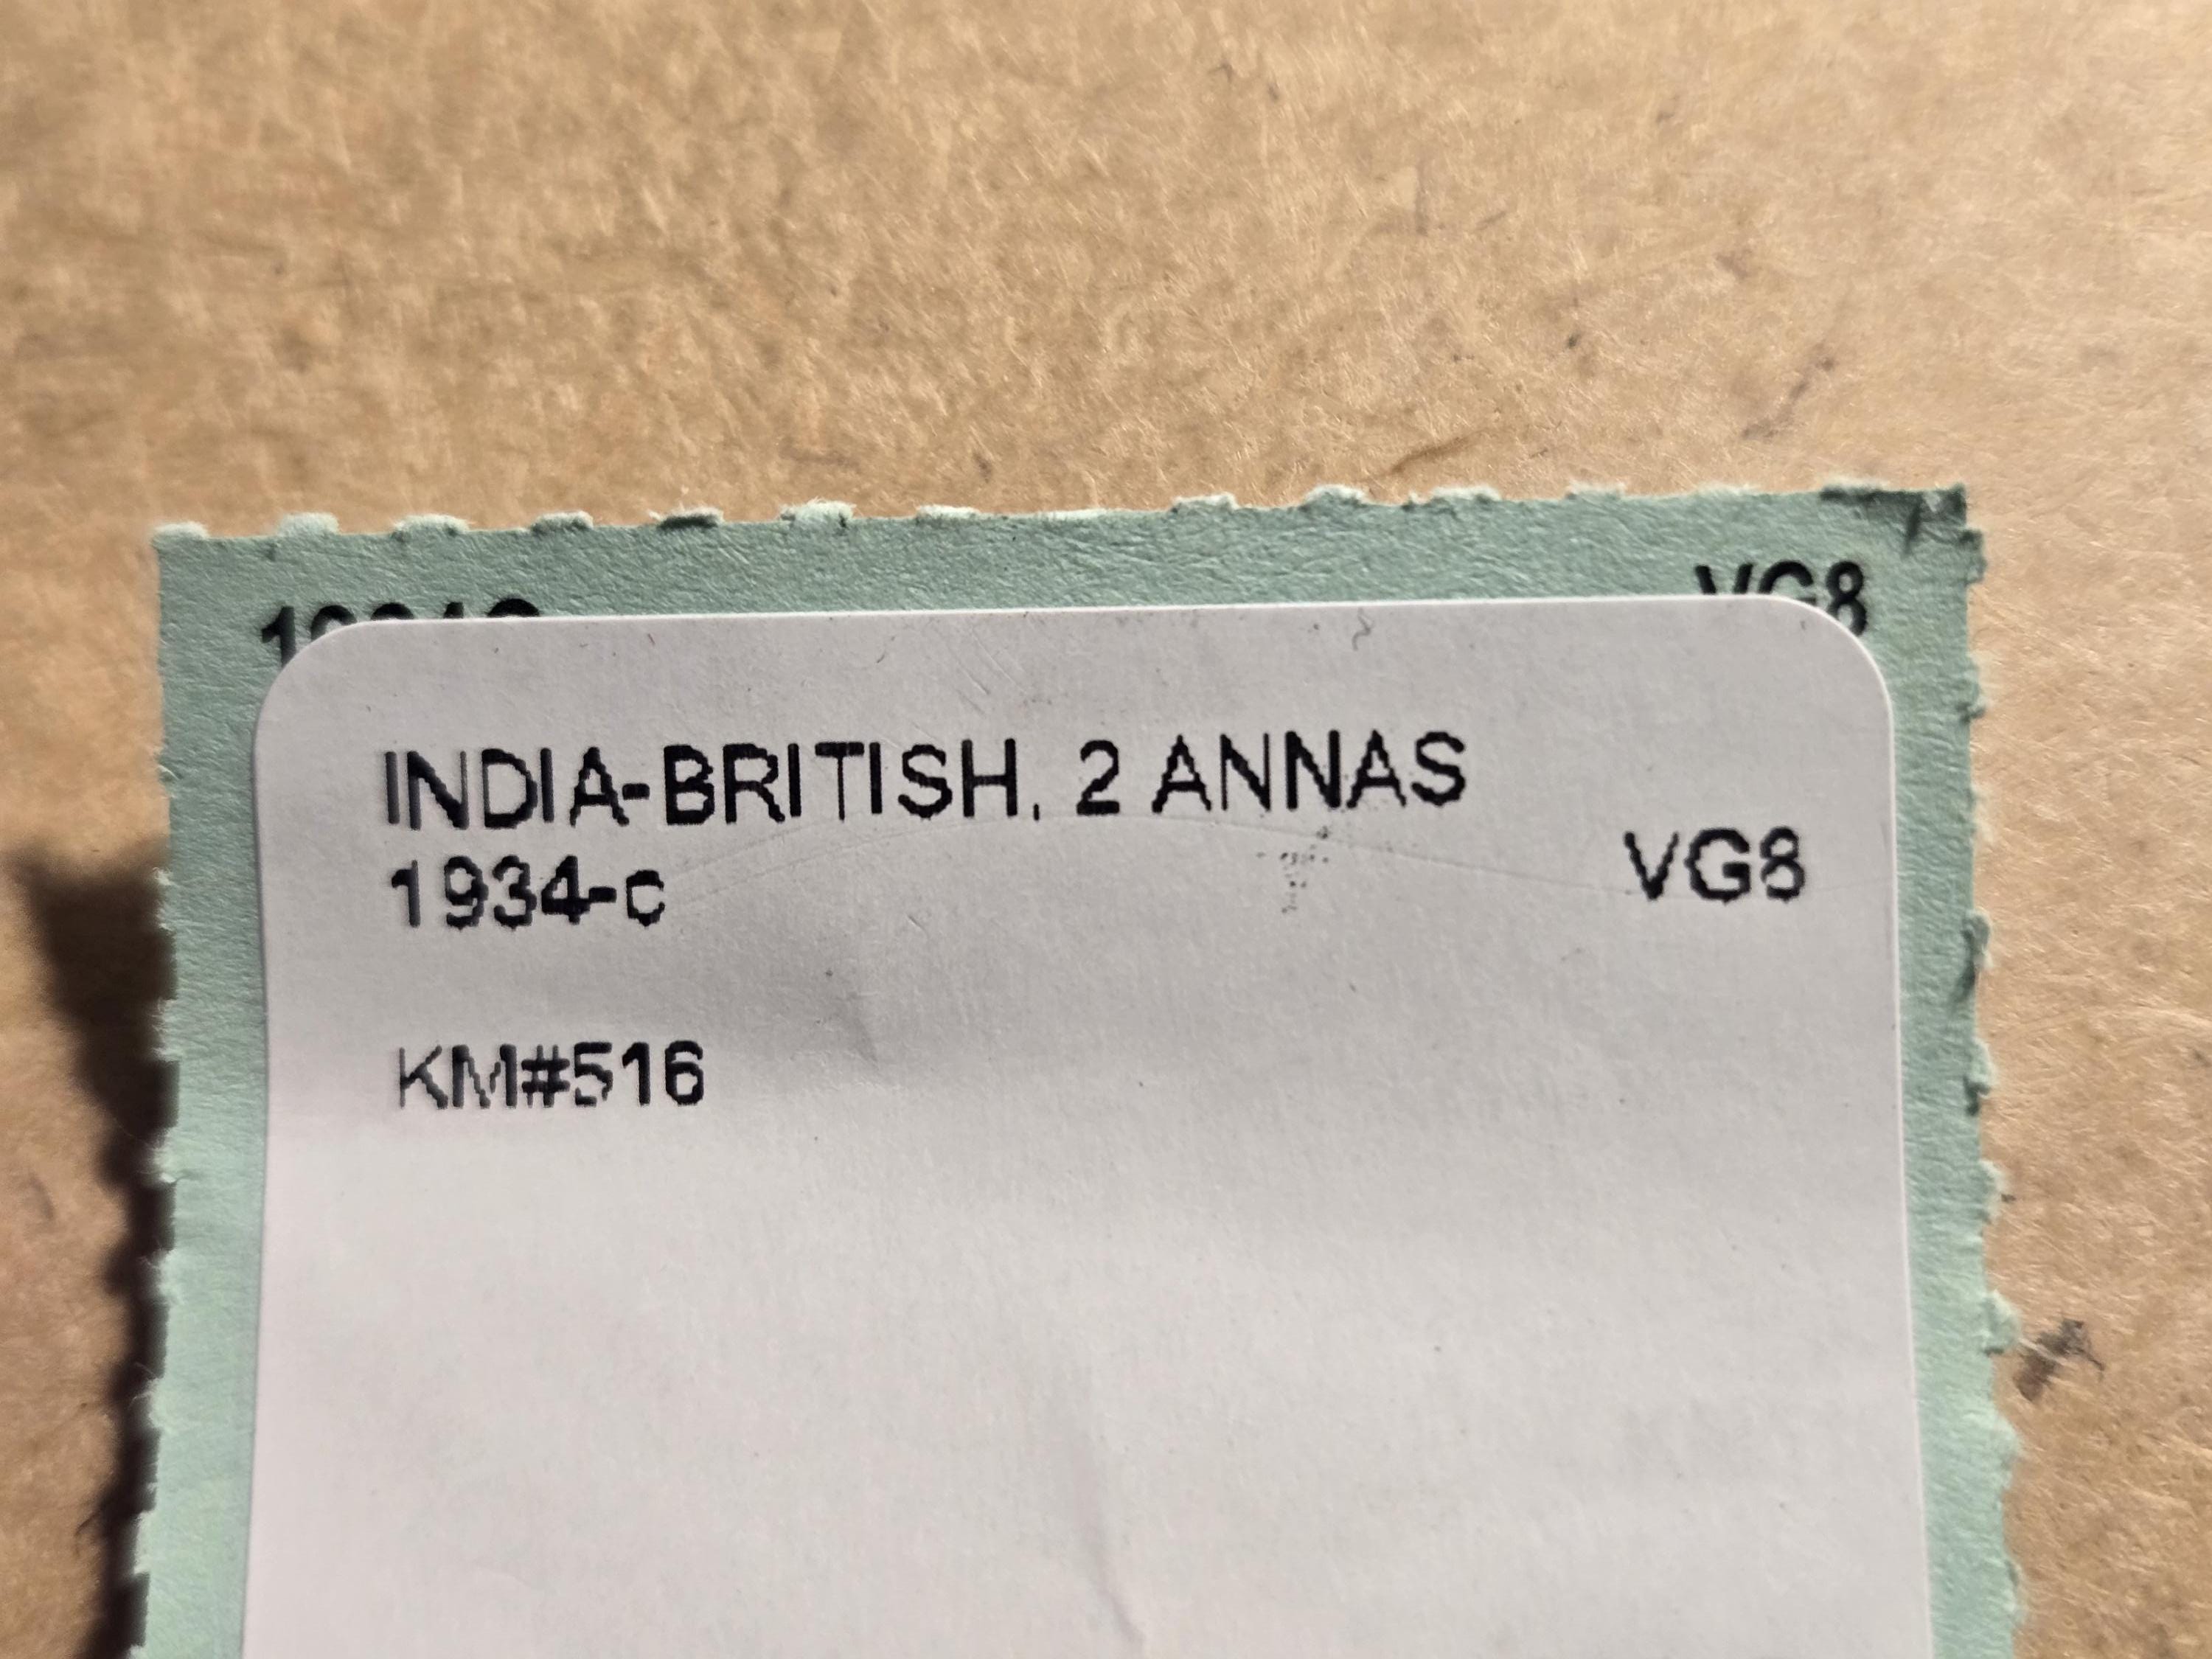 VG8
INDIA-BRITISH, 2 ANNAS
1934-c
VG8
KM#516